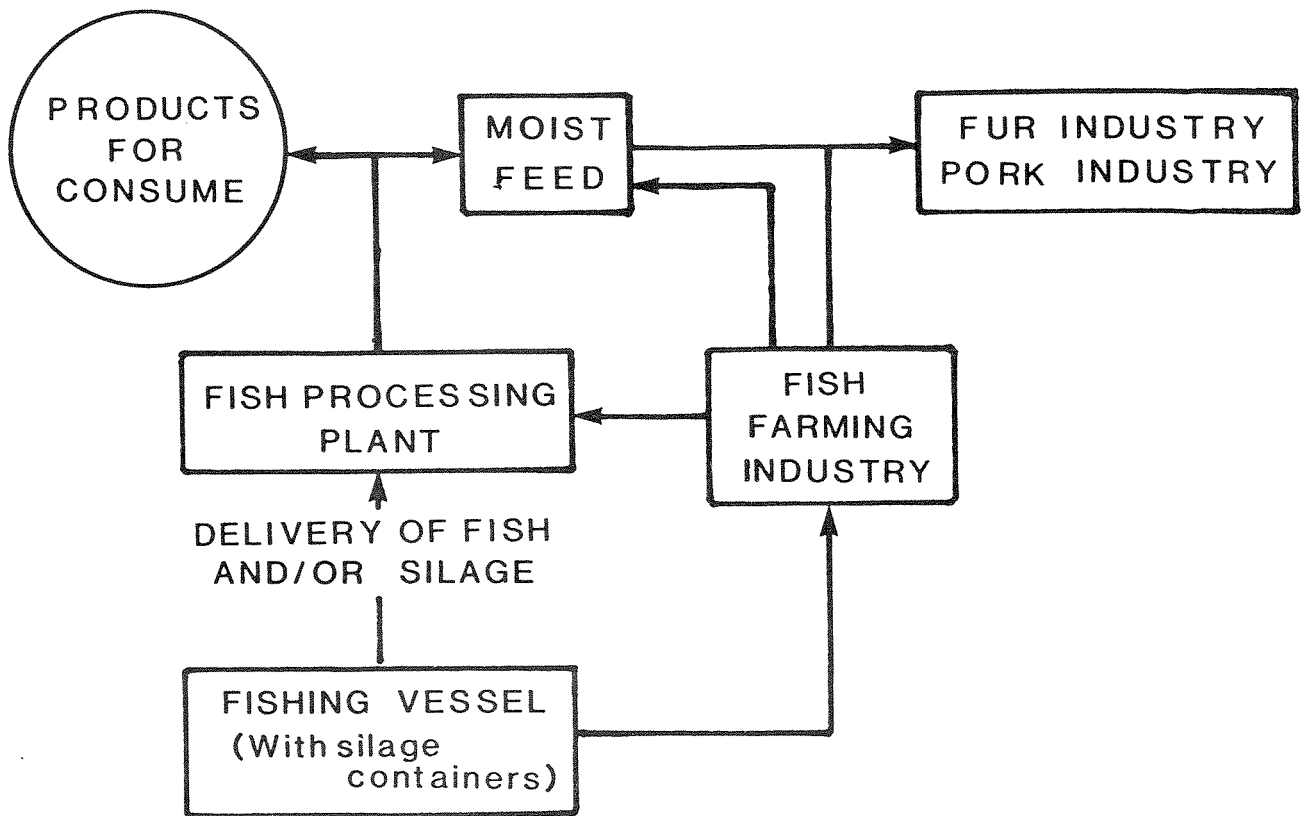 PRODUCTS
FOR
CONSUME
MOIST
FEED
FUR INDUSTRY
PORK INDUSTRY
FISH PROCESSING
PLANT
FISH
FARMING
INDUSTRY
DELIVERY OF FISH
AND/OR SILAGE
FISHING VESSEL
(With silage
containers)